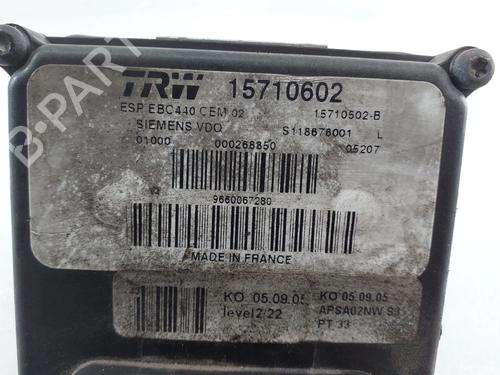 TRW 15710602
ESP EBC440 CEM 02 15710502-B
SIEMENS VDO S118676001 L
01000 000268850 05207
9660067280
MADE IN FRANCE
KO 05.09.05 KO 05.09.05
level2/22 APSA02NW S3
PT 33
B-PARTS